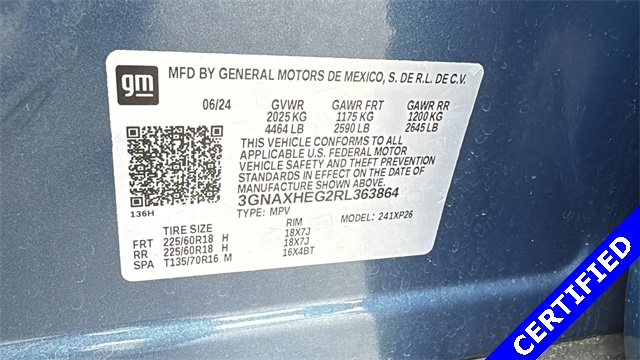 gm
MFD BY GENERAL MOTORS DE MEXICO, S. DE R.L. DE C.V.
06/24 GVWR GAWR FRT GAWR RR
2025 KG 1175 KG 1200 KG
4464 LB 2590 LB 2645 LB
THIS VEHICLE CONFORMS TO ALL
APPLICABLE U.S. FEDERAL MOTOR
VEHICLE SAFETY AND THEFT PREVENTION
STANDARDS IN EFFECT ON THE DATE OF
MANUFACTURE SHOWN ABOVE.
3GNAXHEG2RL363864
136H TYPE: MPV MODEL: 241XP26
TIRE SIZE RIM
FRT 225/60R18 H 18X7J
RR 225/60R18 H 18X7J
SPA T135/70R16 M 16X4BT
CERTIFIED